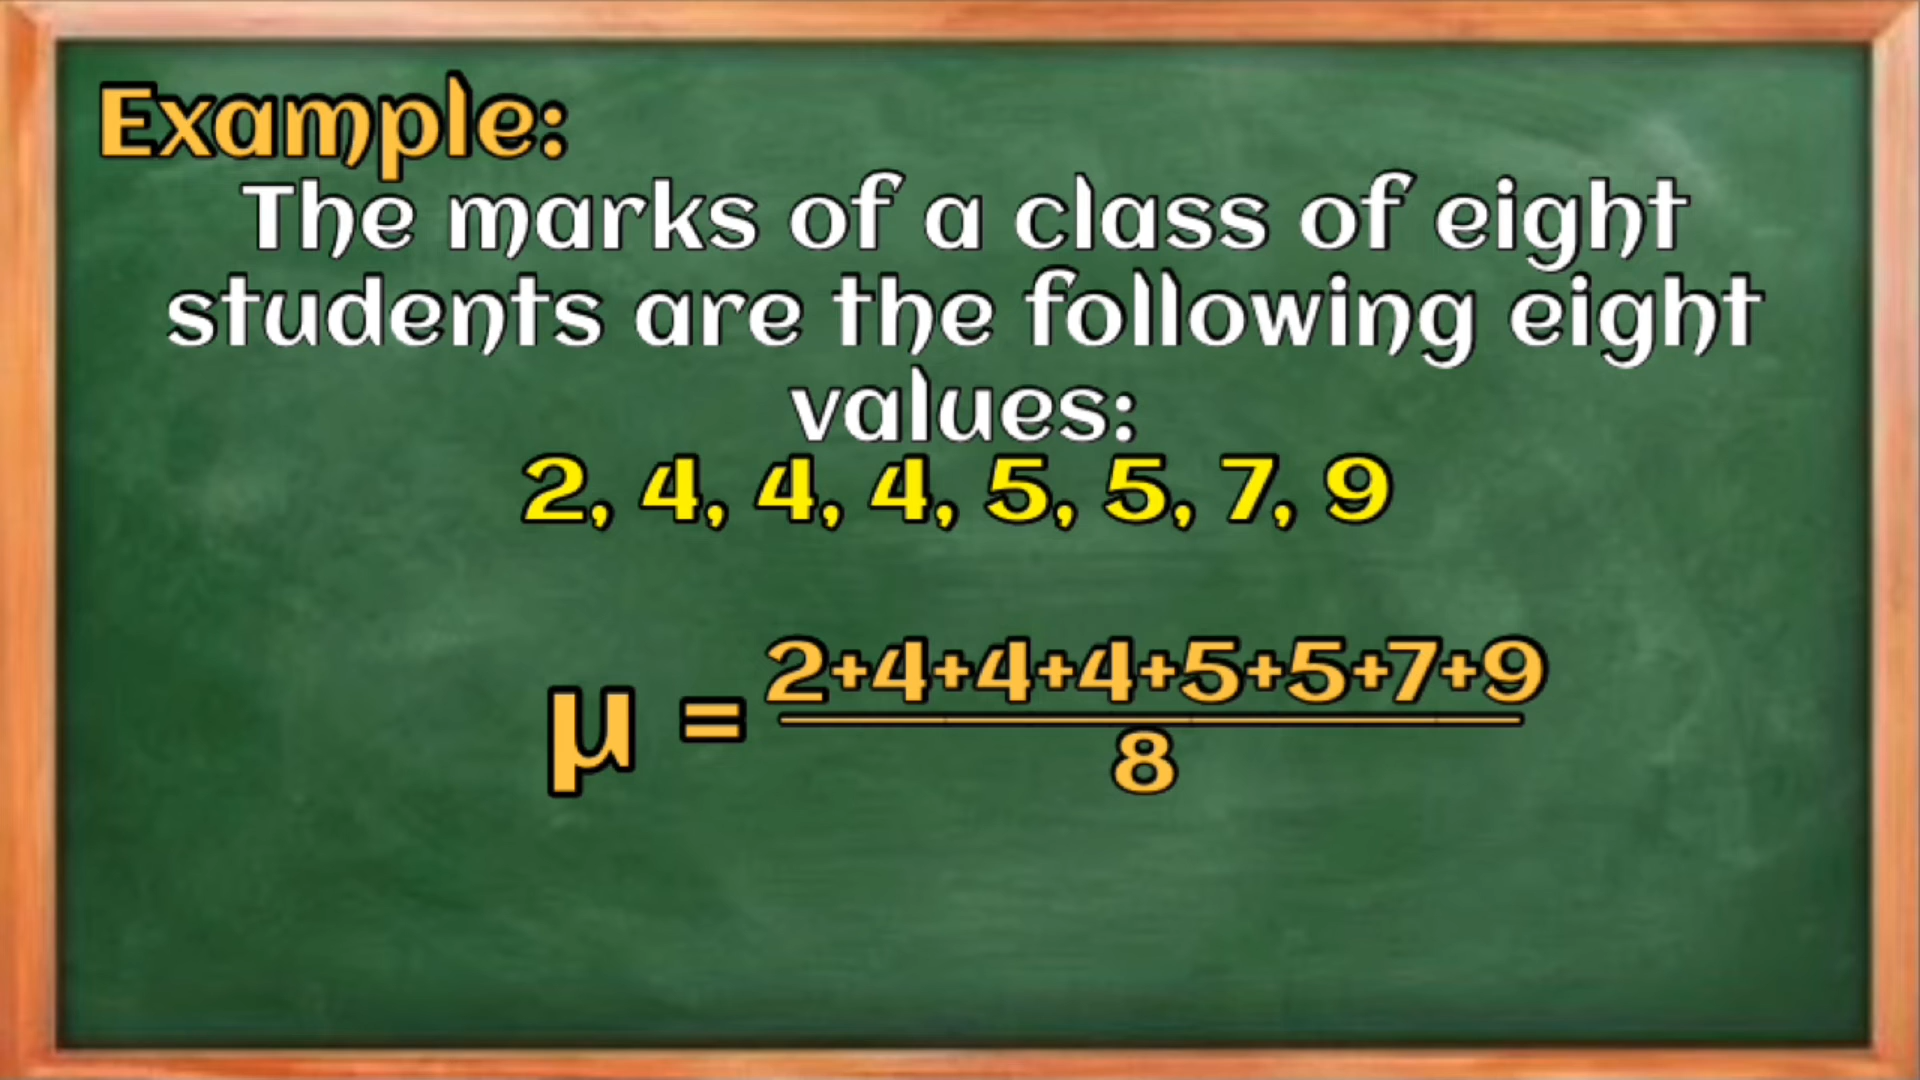 Example:
The marks of a class of eight
students are the following eight
values:
2, 4, 4, 4, 5, 5, 7, 9
μ = 2+4+4+4+5+5+7+9
8